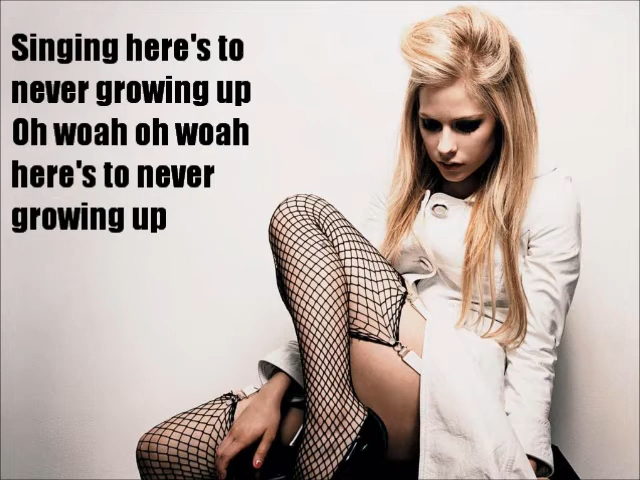 Singing here's to
never growing up
Oh woah oh woah
here's to never
growing up